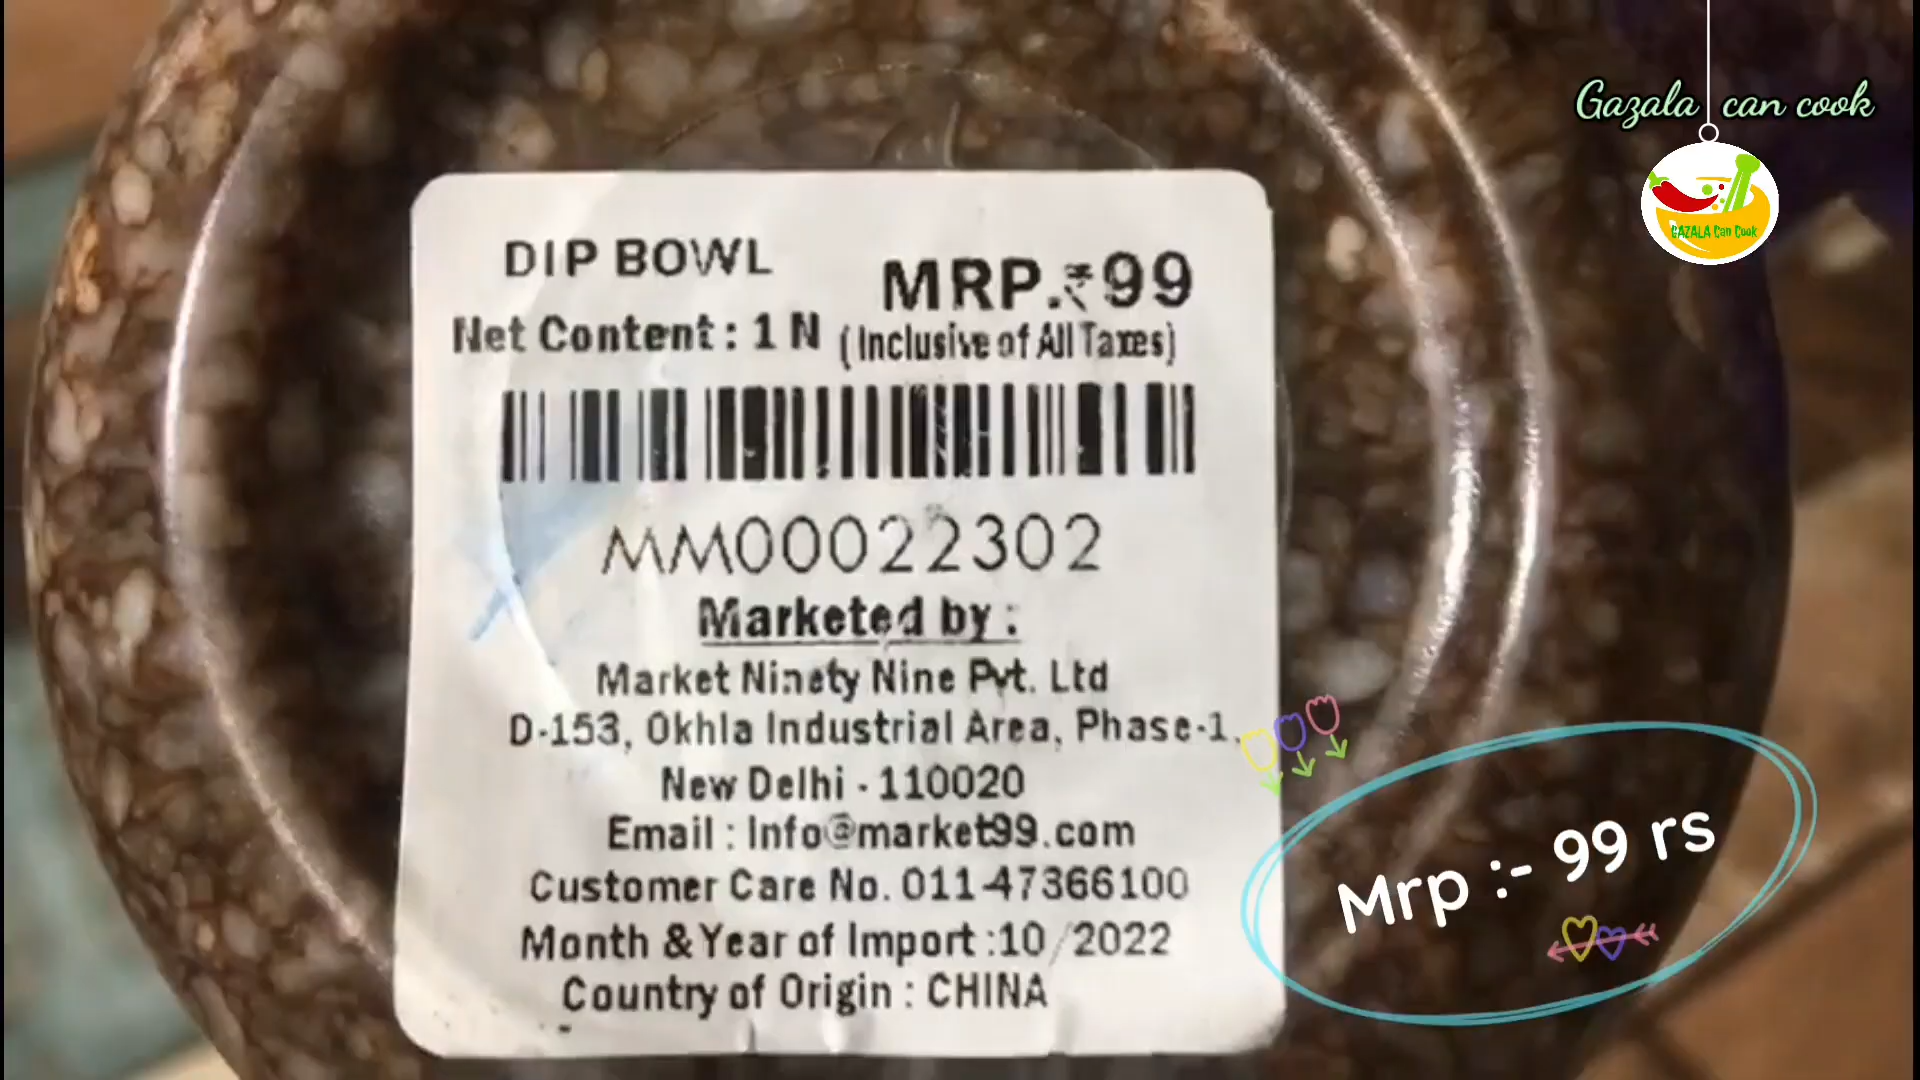 Gazala can cook
GAZALA Can Cook
DIP BOWL
MRP.₹99
Net Content : 1 N
(Inclusive of All Taxes)
MM00022302
Marketed by :
Market Ninety Nine Pvt. Ltd
D-153, Okhla Industrial Area, Phase-1,
New Delhi - 110020
Email : Info@market99.com
Customer Care No. 011-47366100
Month & Year of Import :10 /2022
Country of Origin : CHINA
Mrp :- 99 rs